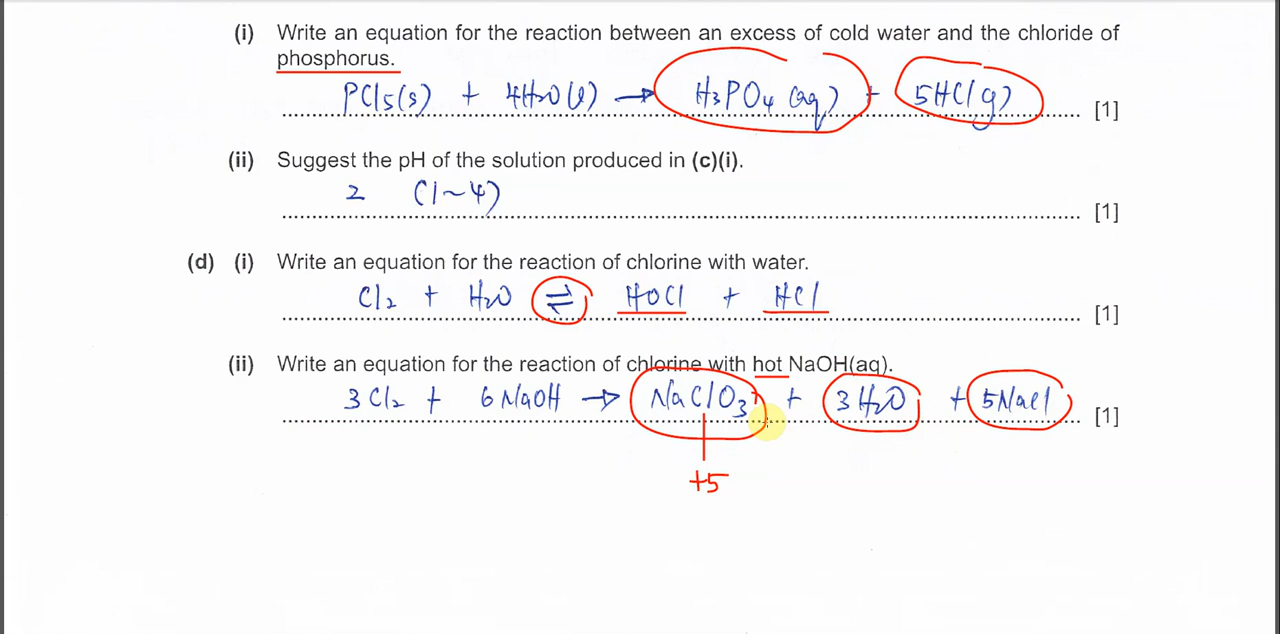 (i) Write an equation for the reaction between an excess of cold water and the chloride of
phosphorus.
PCl5(s) + 4H2O(l) → H3PO4(aq) + 5HCl(g)
[1]
(ii) Suggest the pH of the solution produced in (c)(i).
2 (1~4)
[1]
(d) (i) Write an equation for the reaction of chlorine with water.
Cl2 + H2O ⇌ HOCl + HCl
[1]
(ii) Write an equation for the reaction of chlorine with hot NaOH(aq).
3Cl2 + 6NaOH → NaClO3 + 3H2O + 5NaCl
[1]
+5